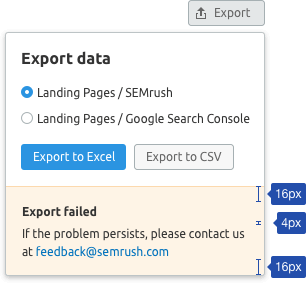 Export
Export data
Landing Pages / SEMrush
Landing Pages / Google Search Console
Export to Excel
Export to CSV
16px
Export failed
4px
If the problem persists, please contact us
at feedback@semrush.com
16px